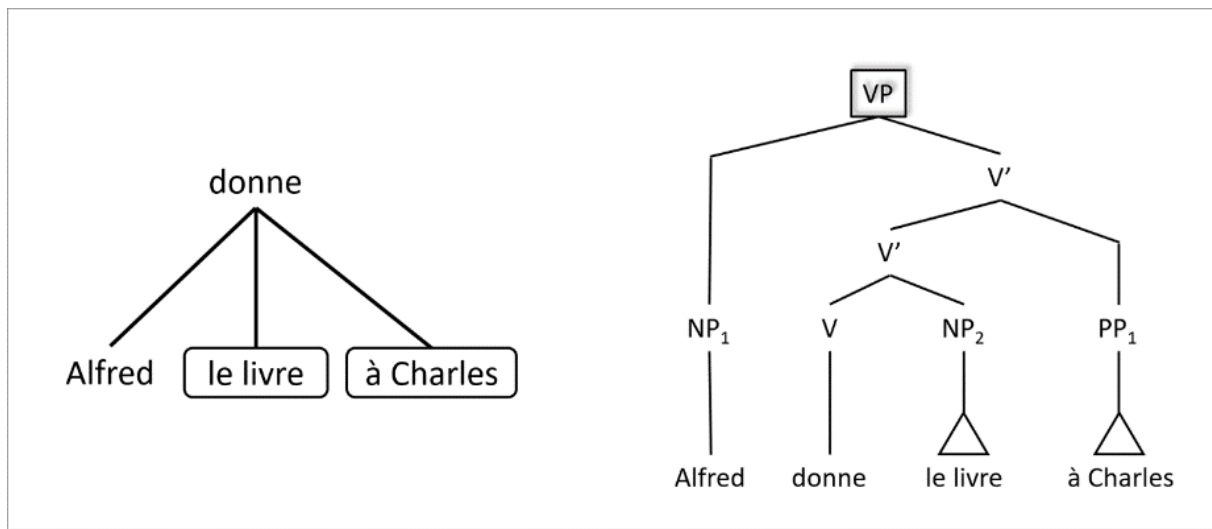 donne
Alfred le livre à Charles
VP
V’
V’
NP₁ V NP₂ PP₁
Alfred donne le livre à Charles